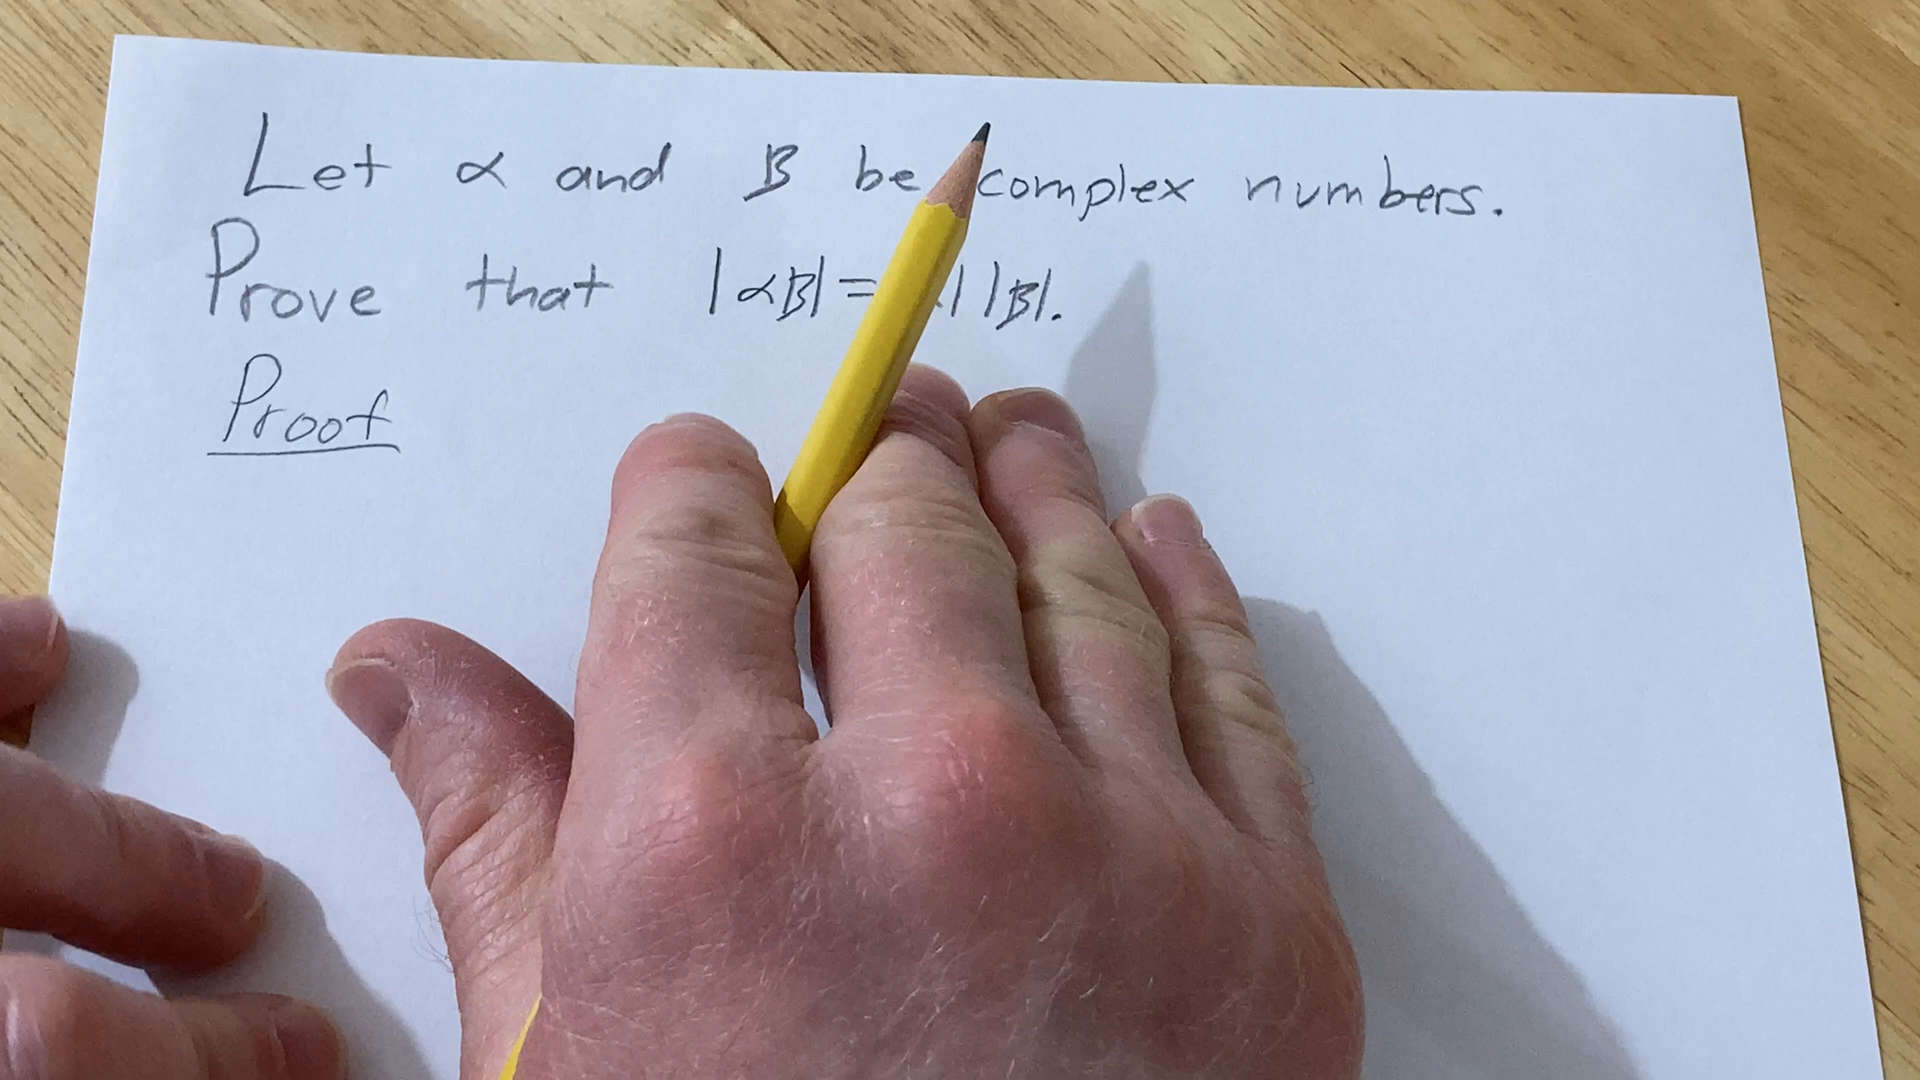 Let α and β be complex numbers.
Prove that |αβ| = | |β|.
Proof